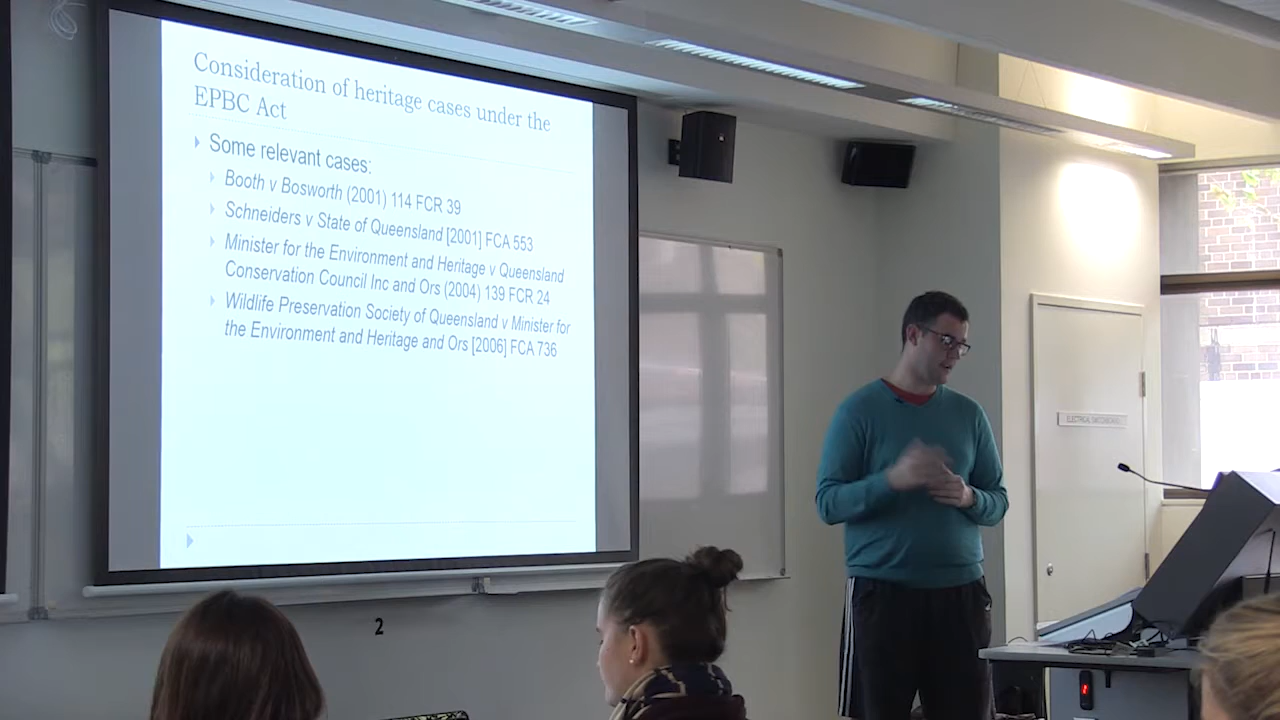 Consideration of heritage cases under the
EPBC Act
Some relevant cases:
Booth v Bosworth (2001) 114 FCR 39
Schneiders v State of Queensland [2001] FCA 553
Minister for the Environment and Heritage v Queensland
Conservation Council Inc and Ors (2004) 139 FCR 24
Wildlife Preservation Society of Queensland v Minister for
the Environment and Heritage and Ors [2006] FCA 736
2
ELECTRICAL SWITCHBOARD